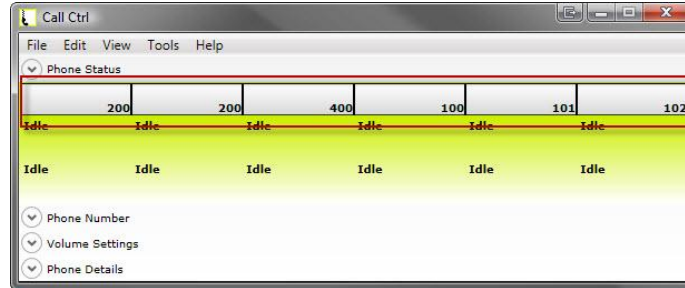 Call Ctrl
File Edit View Tools Help
Phone Status
200 200 400 100 101 102
Idle Idle Idle Idle Idle Idle
Idle Idle Idle Idle Idle Idle
Phone Number
Volume Settings
Phone Details